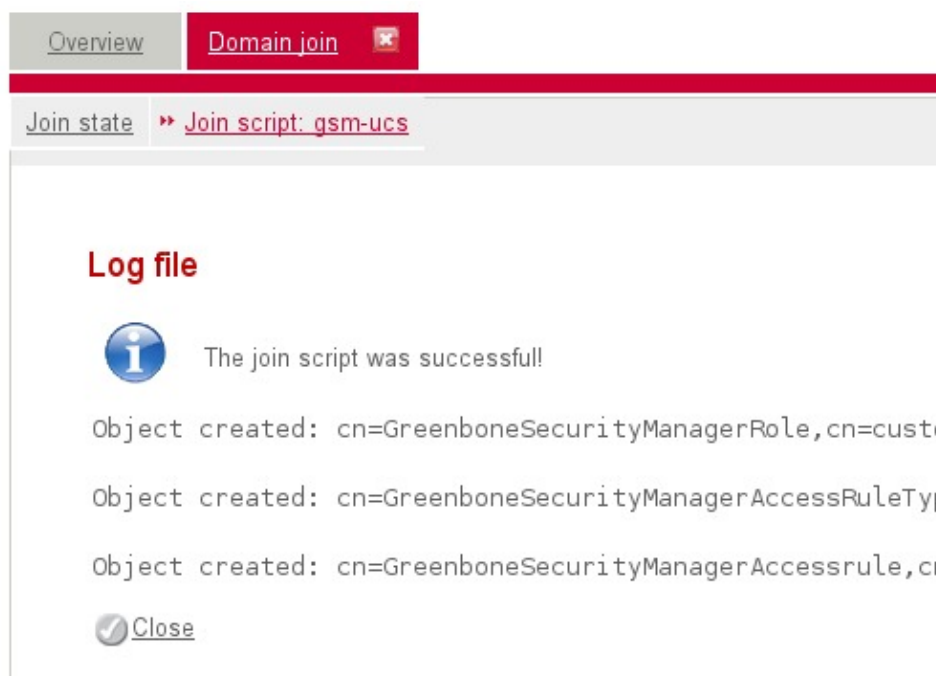 Overview Domain join
Join state Join script: gsm-ucs
Log file
The join script was successful!
Object created: cn=GreenboneSecurityManagerRole,cn=cust
Object created: cn=GreenboneSecurityManagerAccessRuleTy
Object created: cn=GreenboneSecurityManagerAccessrule,c
Close